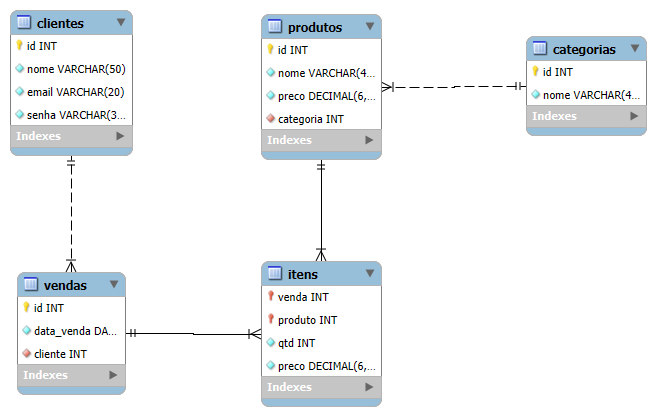 clientes
id INT
nome VARCHAR(50)
email VARCHAR(20)
senha VARCHAR(3...
Indexes
produtos
id INT
nome VARCHAR(4...
preco DECIMAL(6,...
categoria INT
Indexes
categorias
id INT
nome VARCHAR(4...
Indexes
vendas
id INT
data_venda DA...
cliente INT
Indexes
itens
venda INT
produto INT
qtd INT
preco DECIMAL(6,...
Indexes